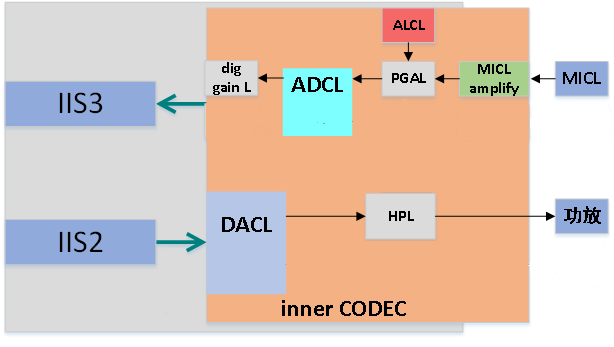 ALCL
dig
gain L
ADCL
PGAL
MICL
amplify
MICL
IIS3
IIS2
DACL
HPL
功放
inner CODEC